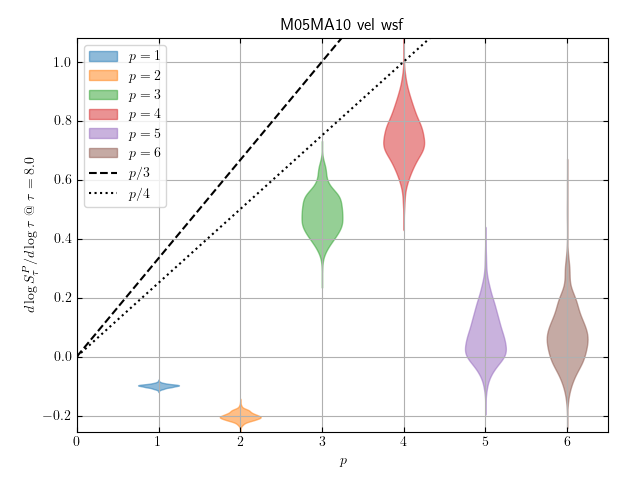 M05MA10 vel wsf
p = 1
p = 2
p = 3
p = 4
p = 5
p = 6
p/3
p/4
d log S_τ^P / d log τ @ τ = 8.0
1.0
0.8
0.6
0.4
0.2
0.0
−0.2
0 1 2 3 4 5 6
p